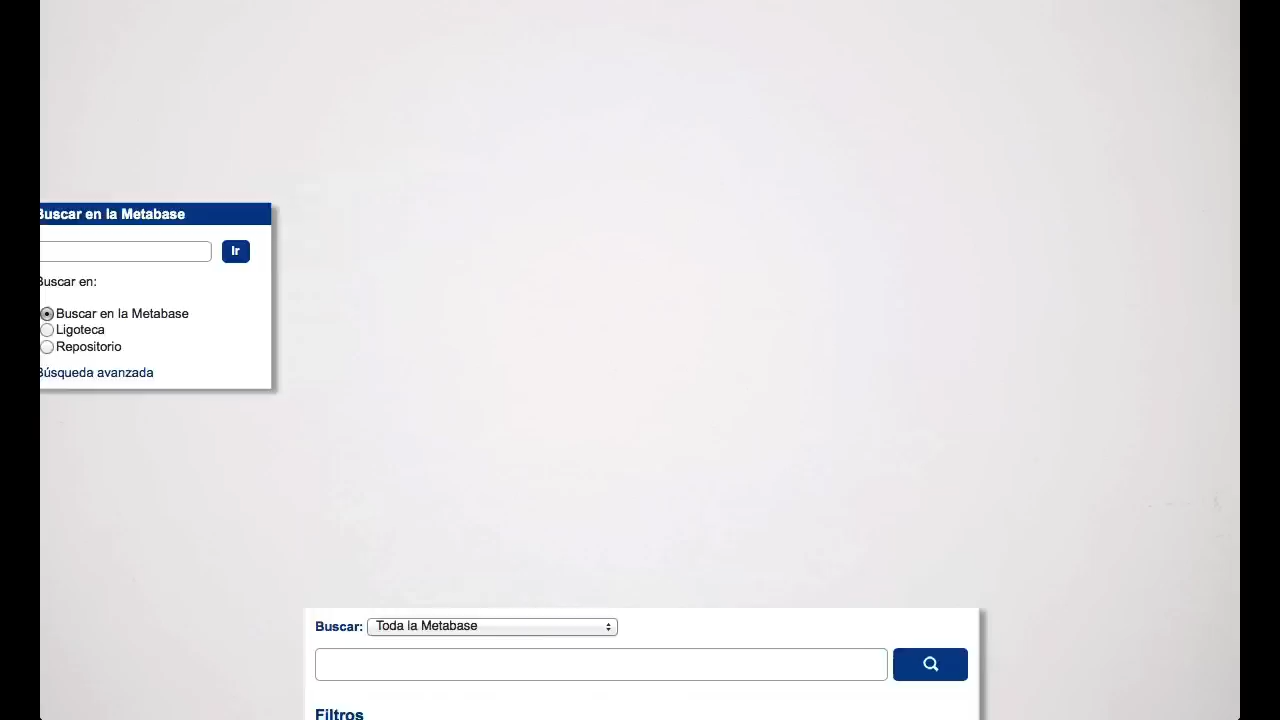 Buscar en la Metabase
Ir
Buscar en:
Buscar en la Metabase
Ligoteca
Repositorio
Búsqueda avanzada
Buscar: Toda la Metabase
Filtros